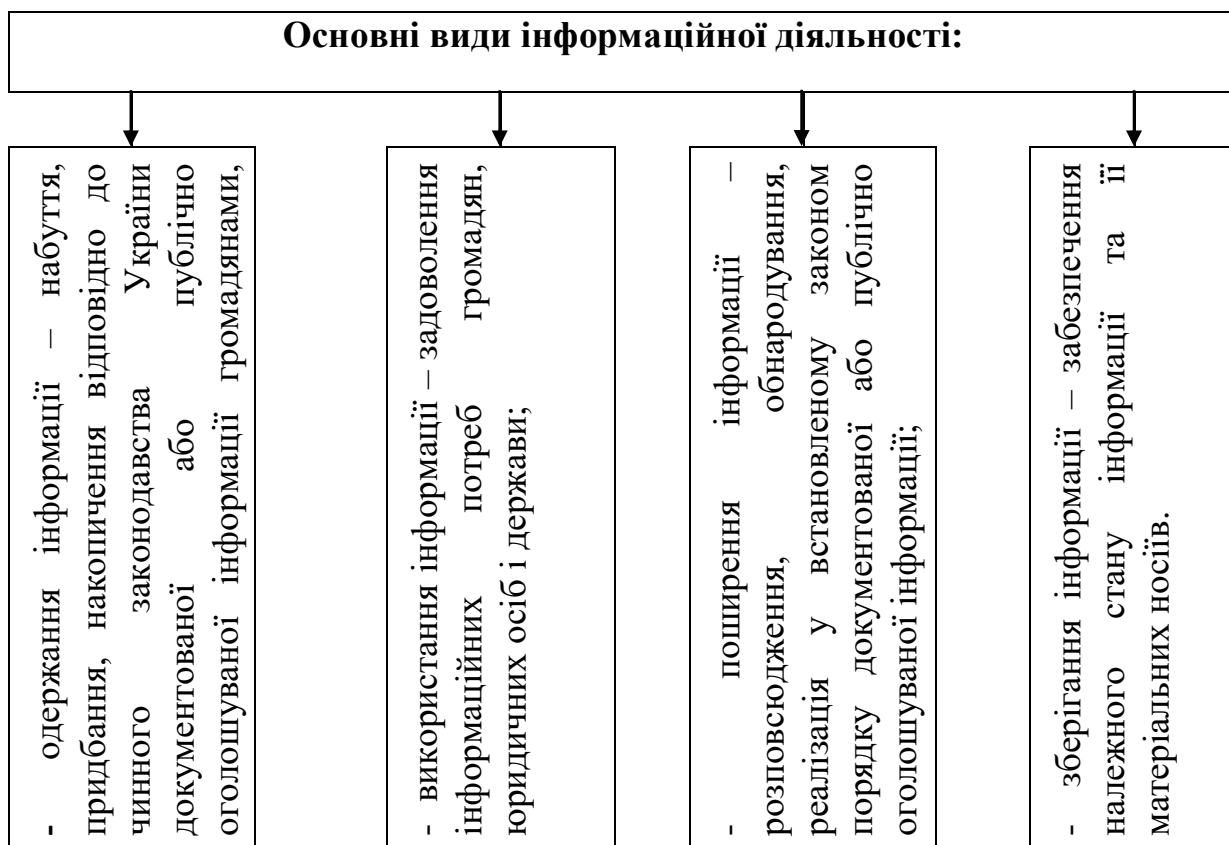 Основні види інформаційної діяльності:
- одержання інформації – набуття,
придбання, накопичення відповідно до
чинного законодавства України
документованої або публічно
оголошуваної інформації громадянами,
- використання інформації – задоволення
інформаційних потреб громадян,
юридичних осіб і держави;
- поширення інформації –
розповсюдження, обнародування,
реалізація у встановленому законом
порядку документованої або публічно
оголошуваної інформації;
- зберігання інформації – забезпечення
належного стану інформації та її
матеріальних носіїв.